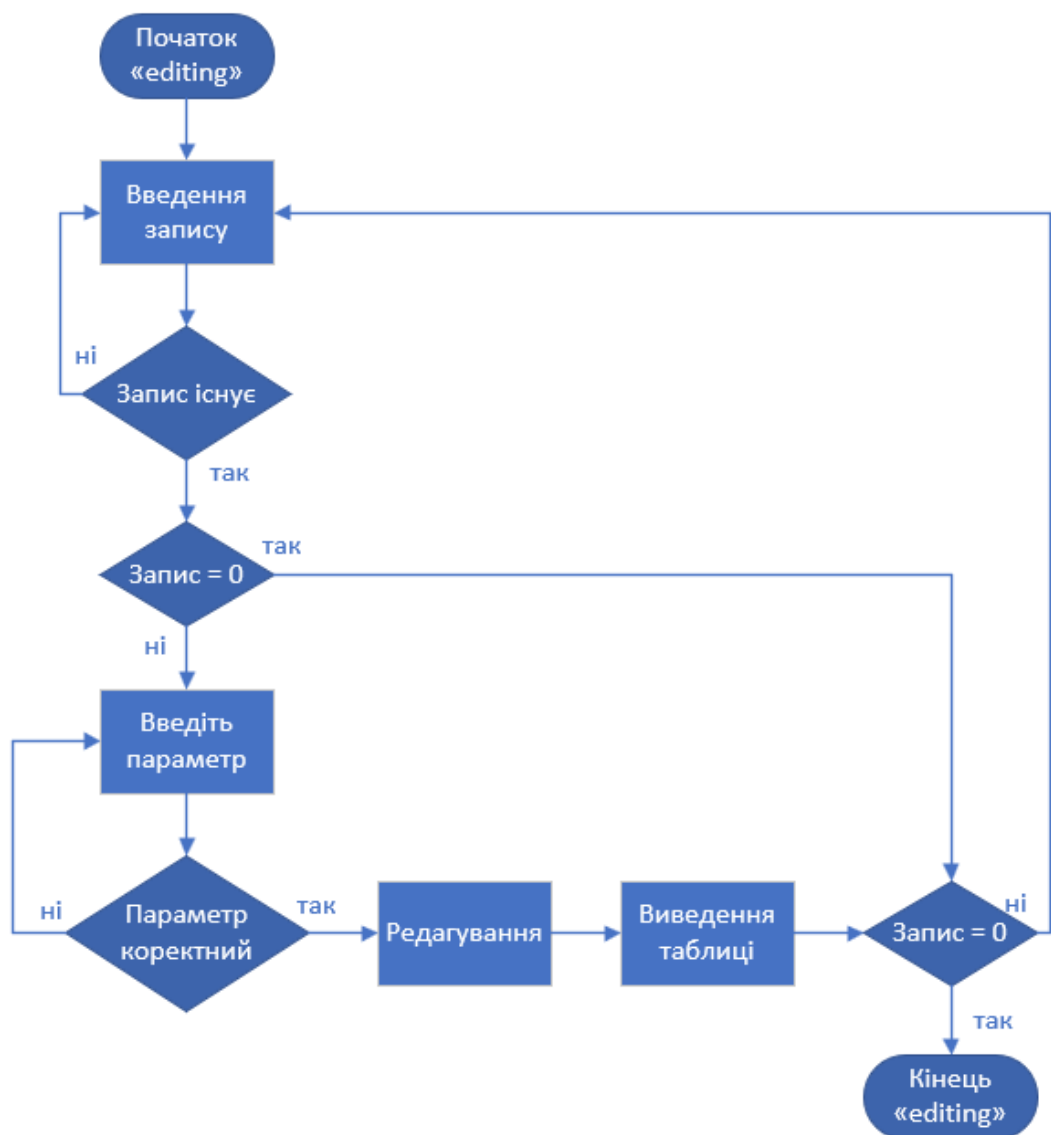 Початок
«editing»
Введення
запису
ні
Запис існує
так
так
Запис = 0
ні
Введіть
параметр
ні
Параметр
коректний
так
Редагування
Виведення
таблиці
ні
Запис = 0
так
Кінець
«editing»